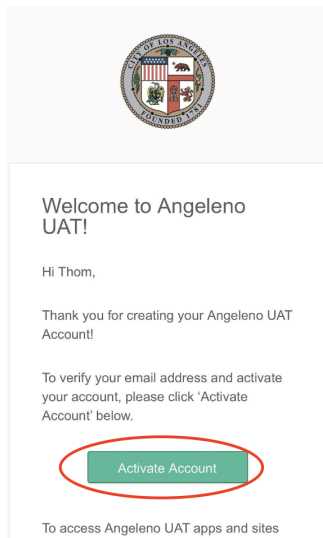 CITY OF LOS ANGELES
FOUNDED 1781
Welcome to Angeleno
UAT!
Hi Thom,
Thank you for creating your Angeleno UAT
Account!
To verify your email address and activate
your account, please click ‘Activate
Account’ below.
Activate Account
To access Angeleno UAT apps and sites